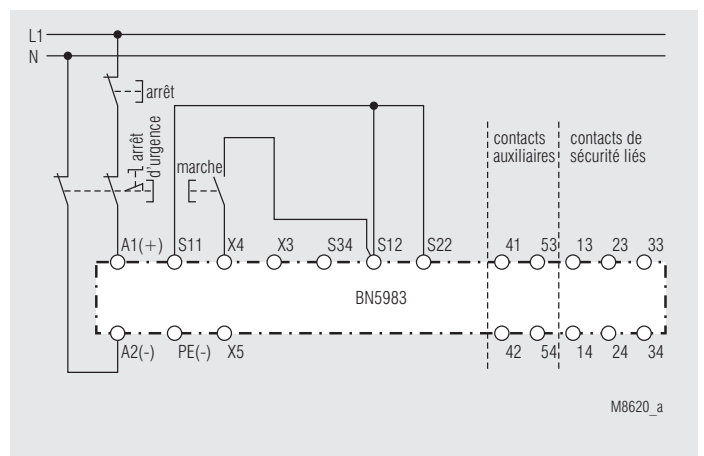 L1
N
arrêt
arrêt
d'urgence
marche
contacts
auxiliaires
contacts de
sécurité liés
A1(+) S11 X4 X3 S34 S12 S22 41 53 13 23 33
BN5983
A2(-) PE(-) X5 42 54 14 24 34
M8620_a